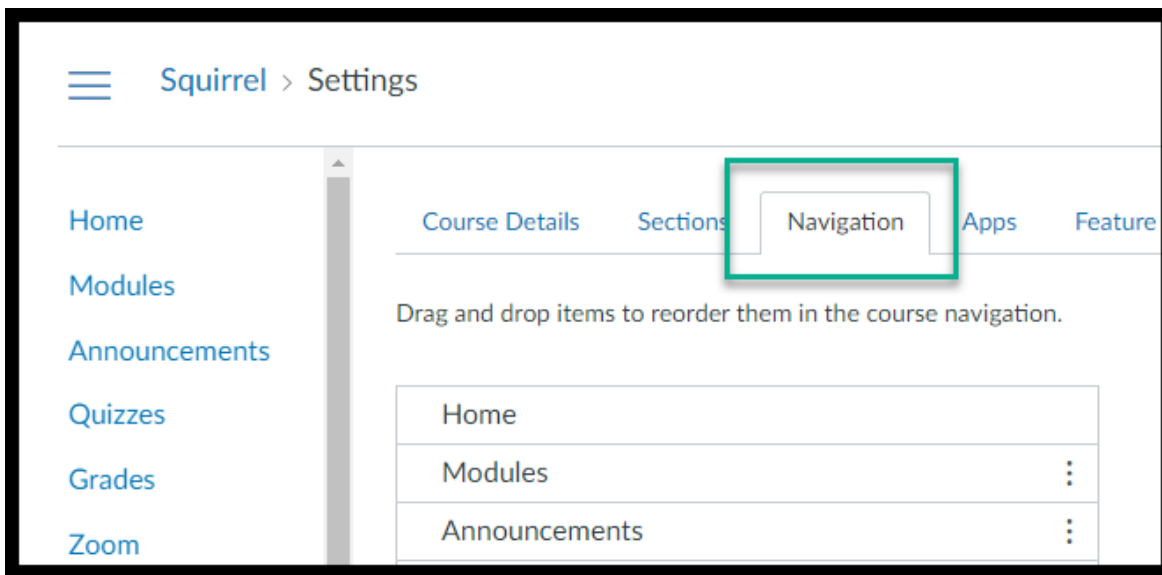 Squirrel > Settings
Home
Modules
Announcements
Quizzes
Grades
Zoom
Course Details Sections Navigation Apps Feature
Drag and drop items to reorder them in the course navigation.
Home
Modules
Announcements